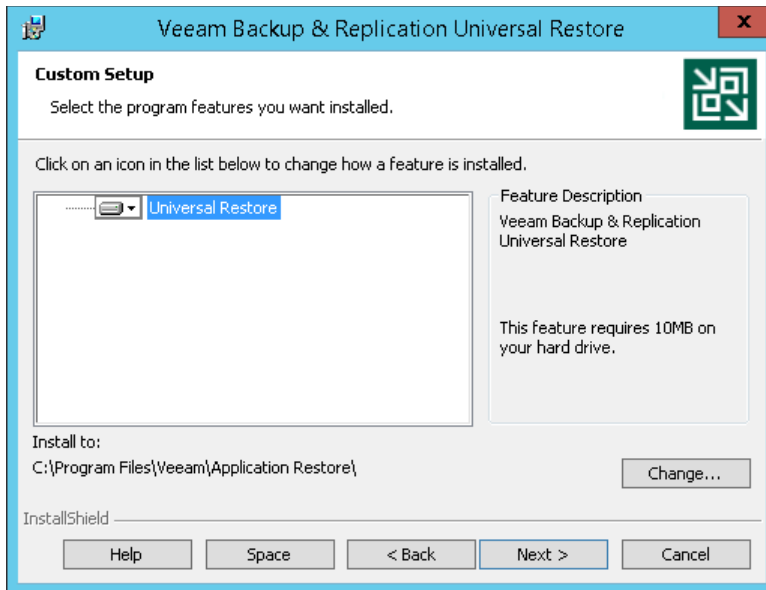 Veeam Backup & Replication Universal Restore
x
Custom Setup
Select the program features you want installed.
Click on an icon in the list below to change how a feature is installed.
Universal Restore
Feature Description
Veeam Backup & Replication
Universal Restore
This feature requires 10MB on
your hard drive.
Install to:
C:\Program Files\Veeam\Application Restore\
Change...
InstallShield
Help
Space
< Back
Next >
Cancel